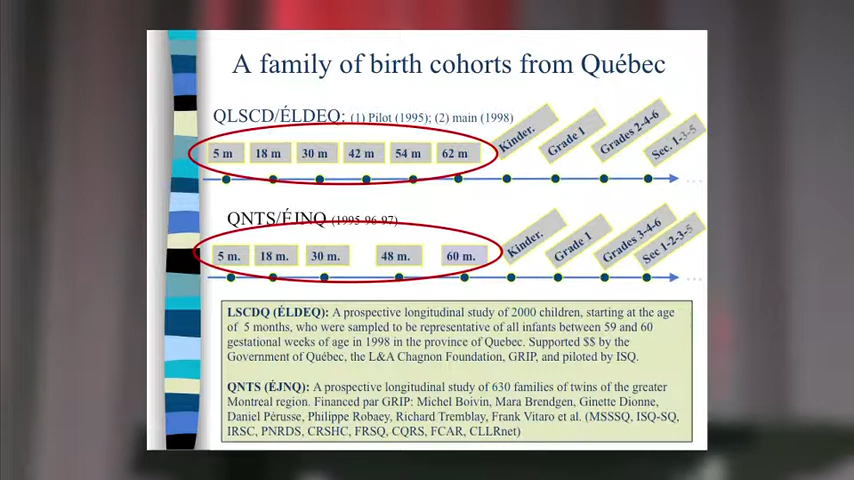 A family of birth cohorts from Québec
QLSCD/ÉLDEQ: (1) Pilot (1995); (2) main (1998)
5 m 18 m 30 m 42 m 54 m 62 m Kinder. Grade 1 Grades 2-4-6 Sec. 1-3-5
...
QNTS/ÉJNQ (1995-96-97)
5 m. 18 m. 30 m. 48 m. 60 m. Kinder. Grade 1 Grades 3-4-6 Sec 1-2-3-5
...
LSCDQ (ÉLDEQ): A prospective longitudinal study of 2000 children, starting at the age
of 5 months, who were sampled to be representative of all infants between 59 and 60
gestational weeks of age in 1998 in the province of Quebec. Supported $$ by the
Government of Québec, the L&A Chagnon Foundation, GRIP, and piloted by ISQ.
QNTS (ÉJNQ): A prospective longitudinal study of 630 families of twins of the greater
Montreal region. Financed par GRIP: Michel Boivin, Mara Brendgen, Ginette Dionne,
Daniel Pérusse, Philippe Robaey, Richard Tremblay, Frank Vitaro et al. (MSSSQ, ISQ-SQ,
IRSC, PNRDS, CRSHC, FRSQ, CQRS, FCAR, CLLRnet)